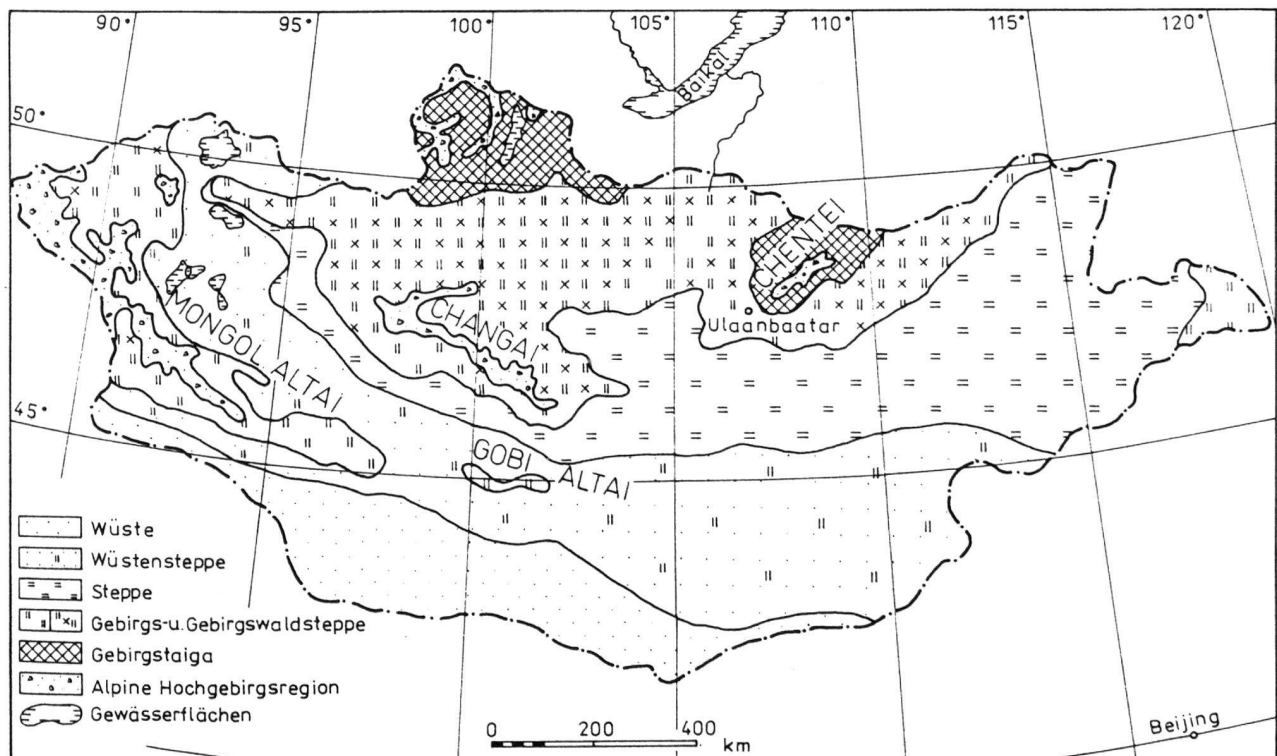 90° 95° 100° 105° 110° 115° 120°
Baikal
50°
CHENTEI
Ulaanbaatar
CHANGAI
MONGOL ALTAI
45°
GOBI ALTAI
Wüste
Wüstensteppe
Steppe
Gebirgs-u. Gebirgswaldsteppe
Gebirgstaiga
Alpine Hochgebirgsregion
Gewässerflächen
0 200 400
km
Beijing